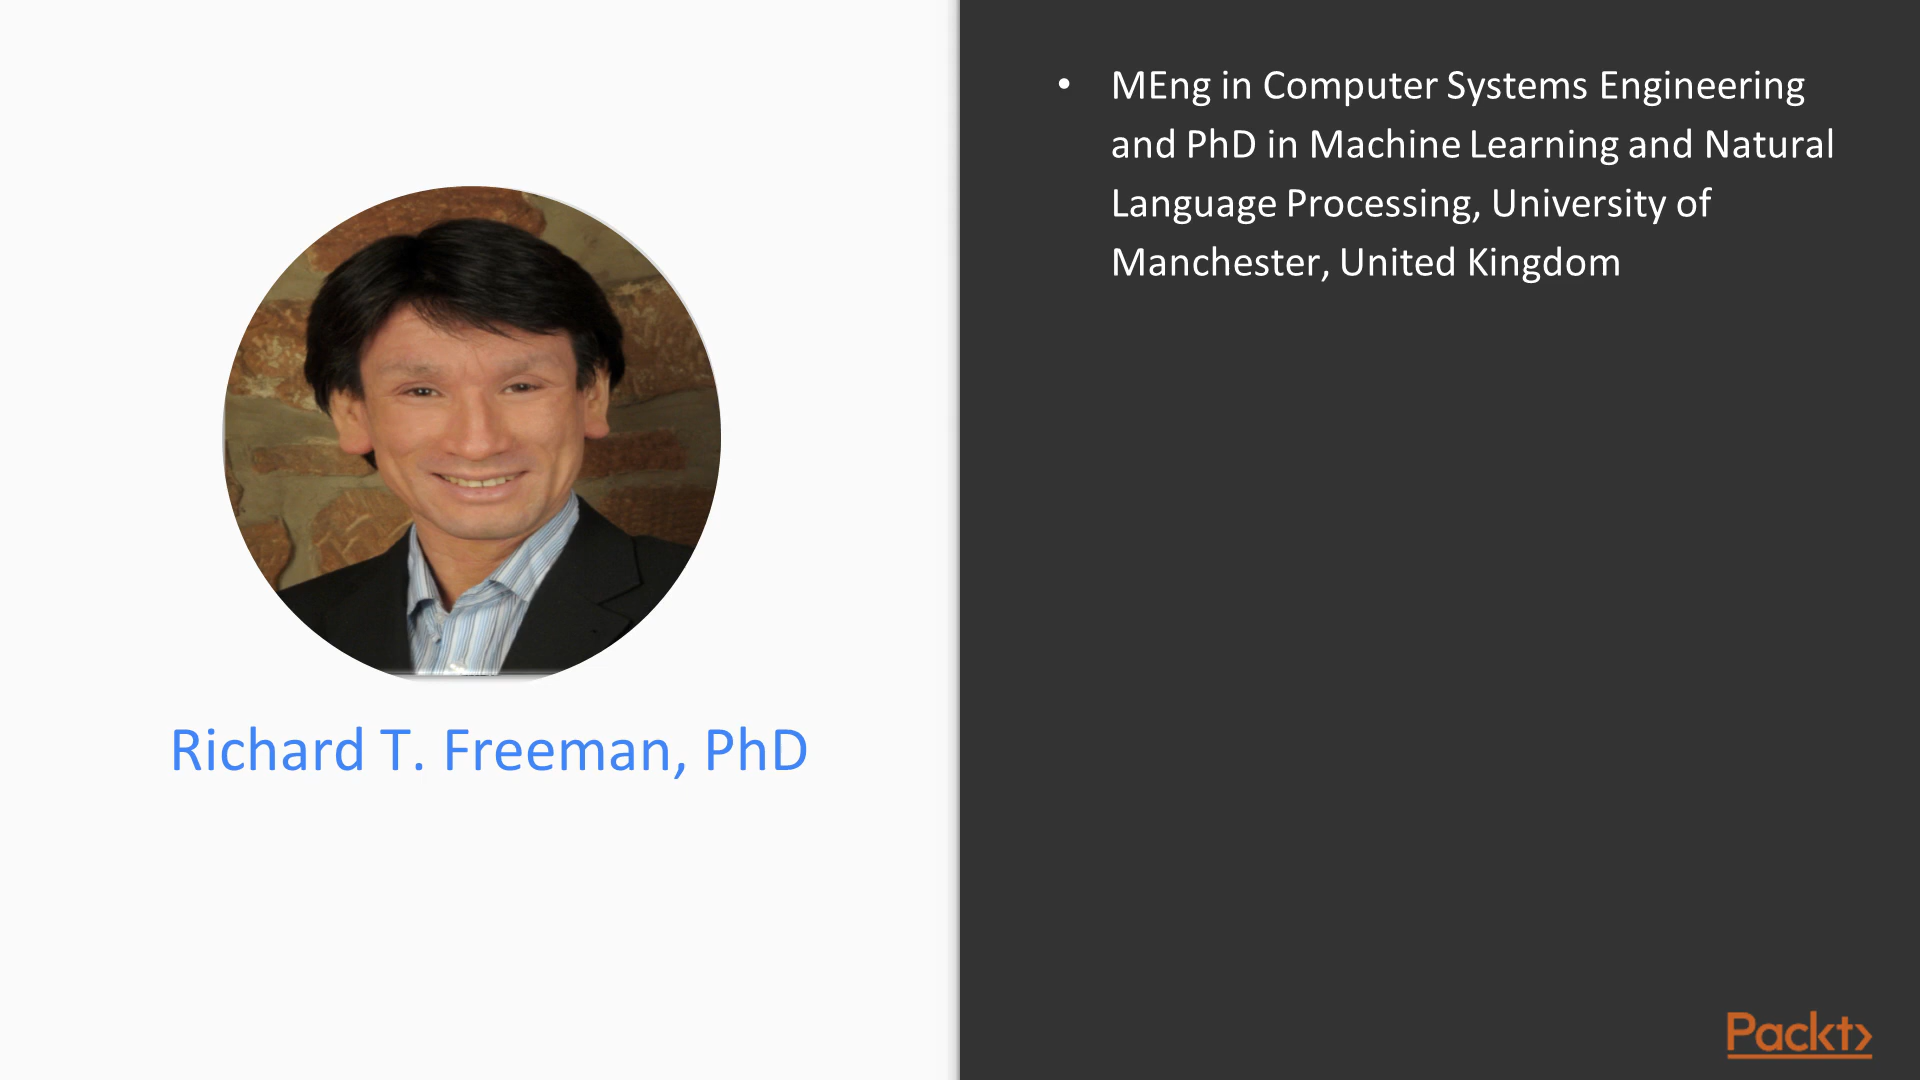 Richard T. Freeman, PhD
• MEng in Computer Systems Engineering
and PhD in Machine Learning and Natural
Language Processing, University of
Manchester, United Kingdom
Packt>